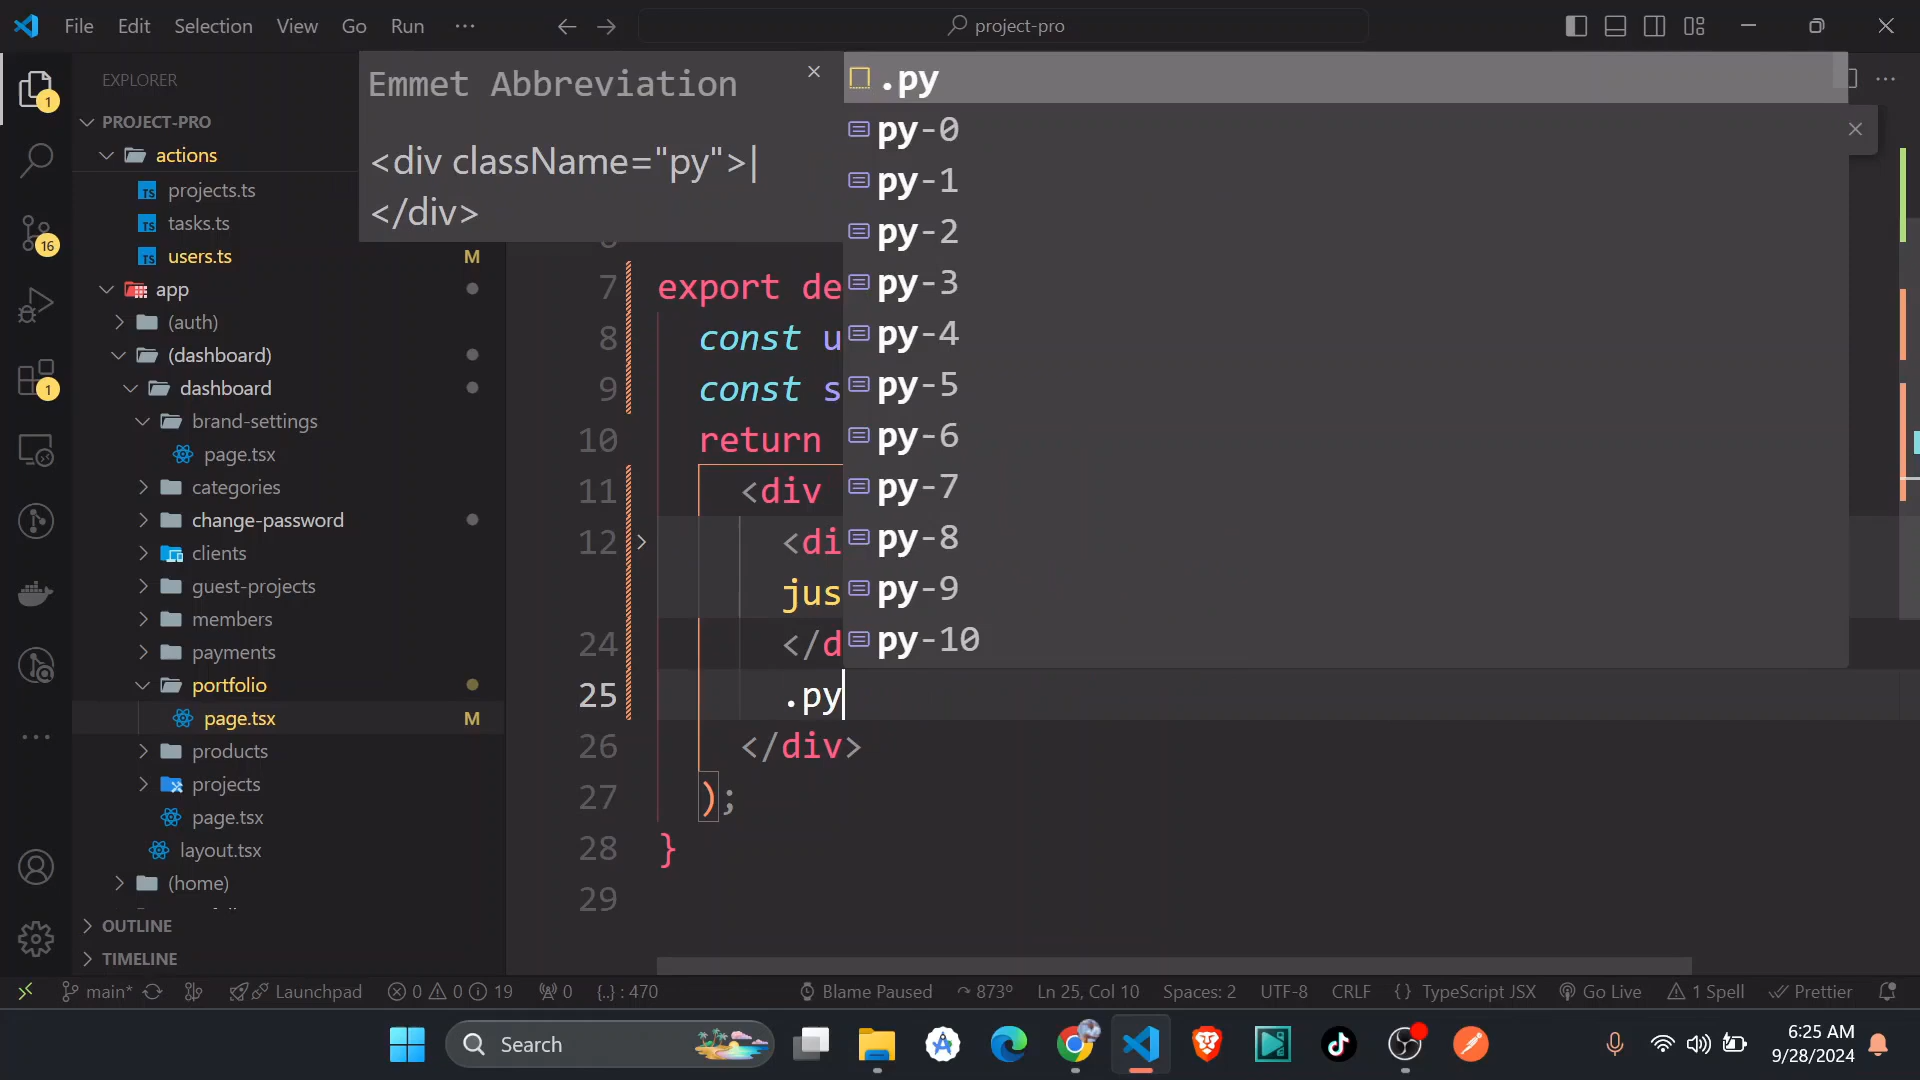 File Edit Selection View Go Run ··· project-pro
EXPLORER
PROJECT-PRO
actions
projects.ts
tasks.ts
users.ts M
app
(auth)
(dashboard)
dashboard
brand-settings
page.tsx
categories
change-password
clients
guest-projects
members
payments
portfolio
page.tsx M
products
projects
page.tsx
layout.tsx
(home)
OUTLINE
TIMELINE
1
16
1
Emmet Abbreviation
<div className="py">|
</div>
.py
py-0
py-1
py-2
py-3
py-4
py-5
py-6
py-7
py-8
py-9
py-10
7 export de
8 const u
9 const s
10 return
11 <div
12 <di
jus
24 </d
25 .py
26 </div>
27 );
28 }
29
main* Launchpad 0 0 19 0 {..} : 470 Blame Paused 873° Ln 25, Col 10 Spaces: 2 UTF-8 CRLF {} TypeScript JSX Go Live 1 Spell Prettier
Search
6:25 AM
9/28/2024